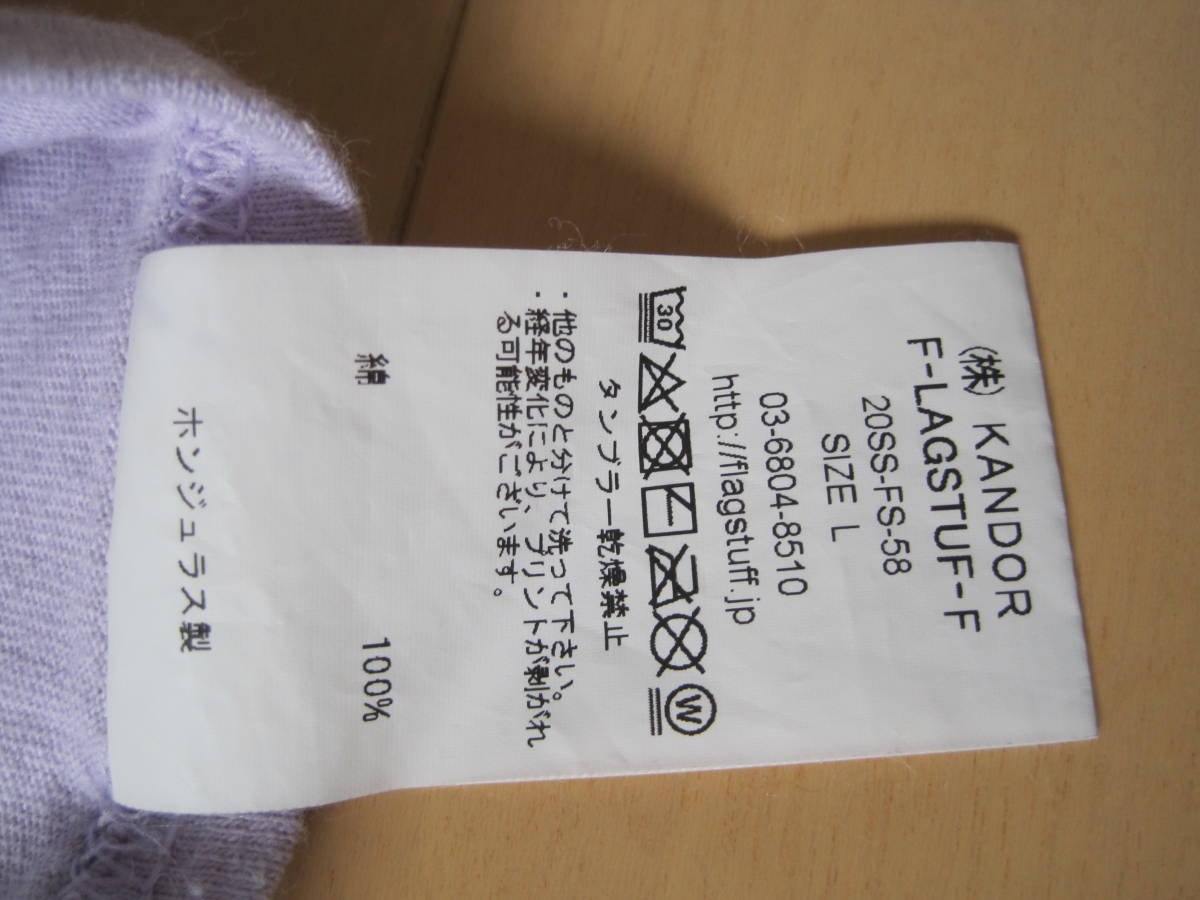 (株) KANDOR
F-LAGSTUF-F
20SS-FS-58
SIZE L
03-6804-8510
http://flagstuff.jp
30 W
タンブラー乾燥禁止
・他のものと分けて洗って下さい。
・経年変化により、プリントが剥がれ
る可能性がございます。
綿 100%
ホンジュラス製